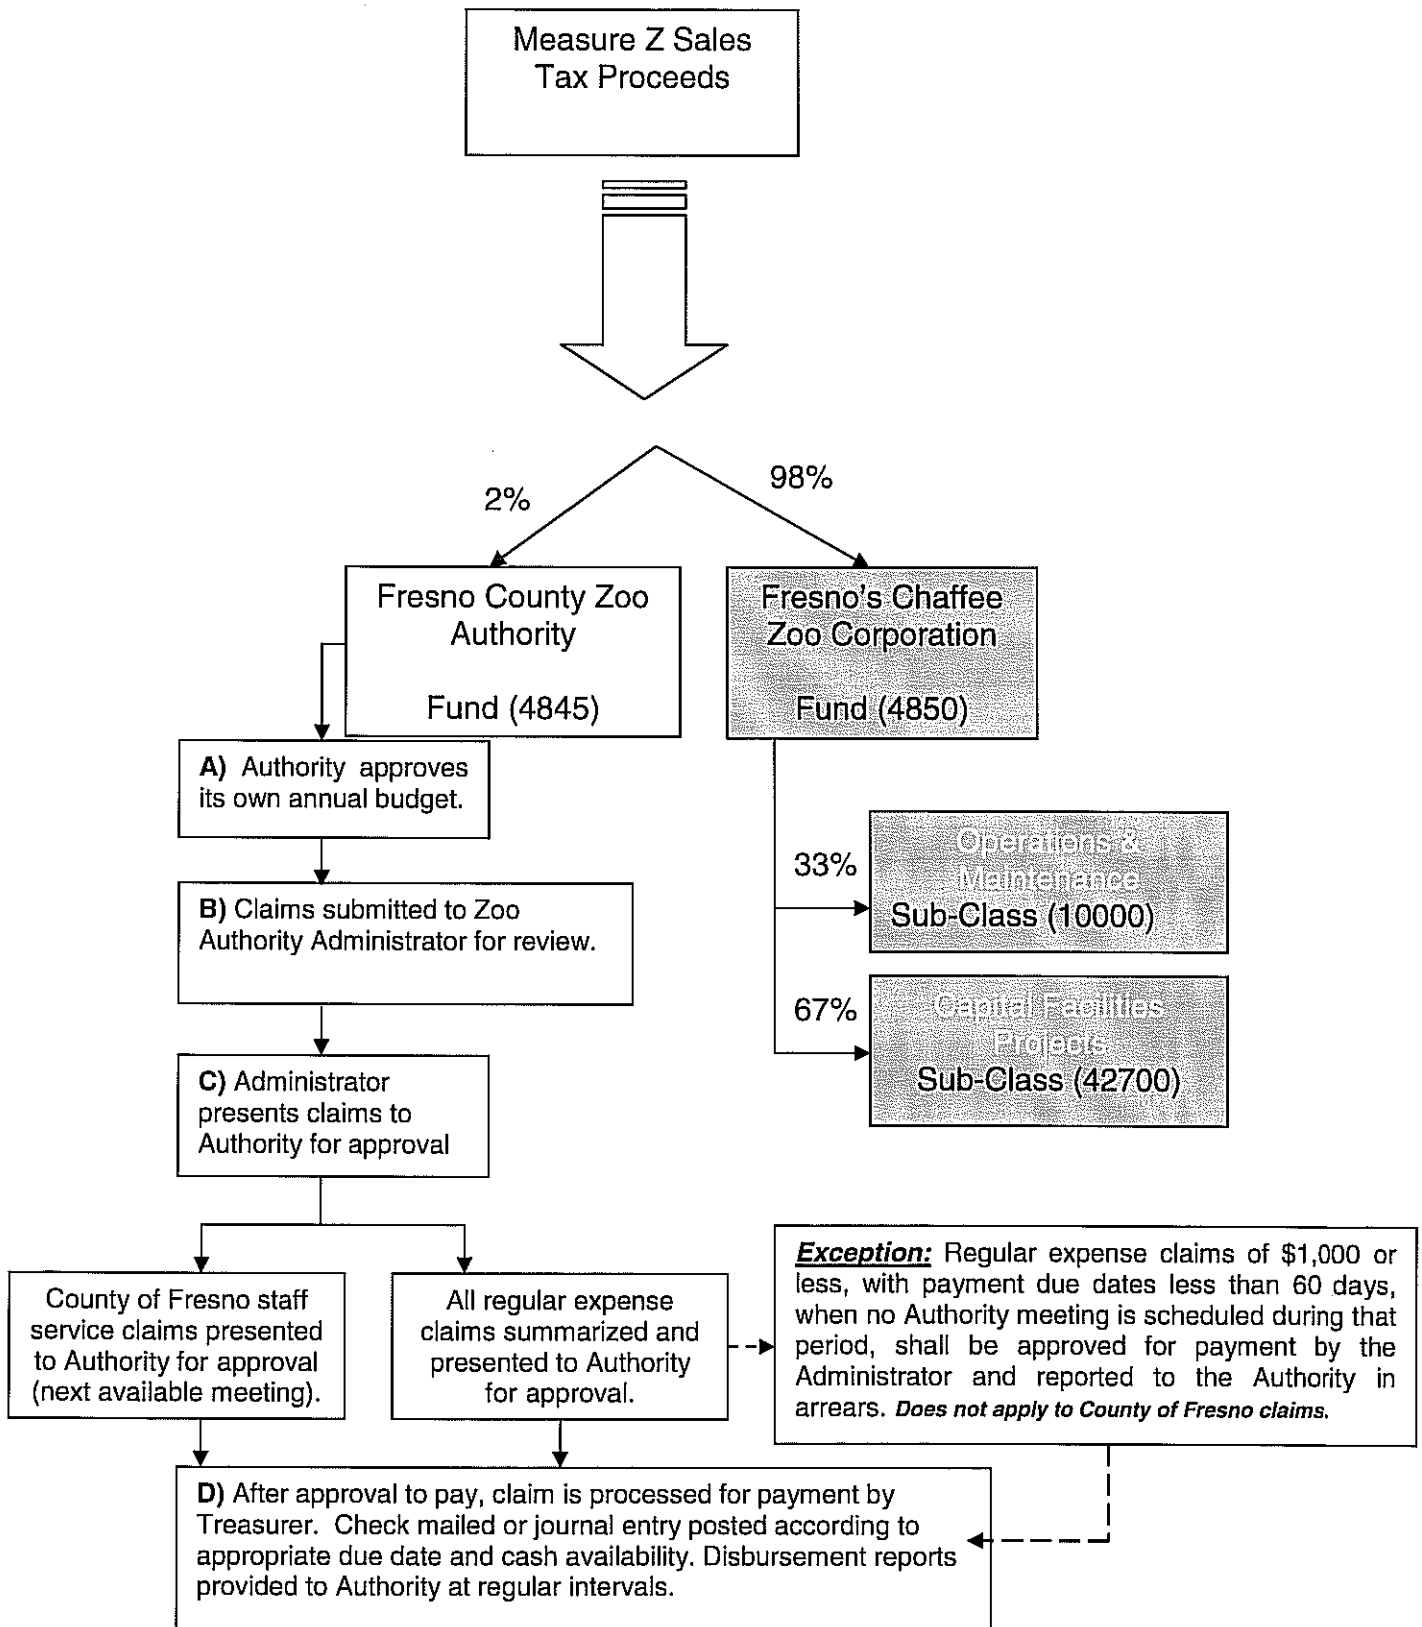 Measure Z Sales
Tax Proceeds
2%
98%
Fresno County Zoo
Authority
Fund (4845)
Fresno's Chaffee
Zoo Corporation
Fund (4850)
A) Authority approves
its own annual budget.
33%
Operations &
Maintenance
Sub-Class (10000)
B) Claims submitted to Zoo
Authority Administrator for review.
67%
Capital Facilities
Projects
Sub-Class (42700)
C) Administrator
presents claims to
Authority for approval
County of Fresno staff
service claims presented
to Authority for approval
(next available meeting).
All regular expense
claims summarized and
presented to Authority
for approval.
Exception: Regular expense claims of $1,000 or
less, with payment due dates less than 60 days,
when no Authority meeting is scheduled during that
period, shall be approved for payment by the
Administrator and reported to the Authority in
arrears. Does not apply to County of Fresno claims.
D) After approval to pay, claim is processed for payment by
Treasurer. Check mailed or journal entry posted according to
appropriate due date and cash availability. Disbursement reports
provided to Authority at regular intervals.